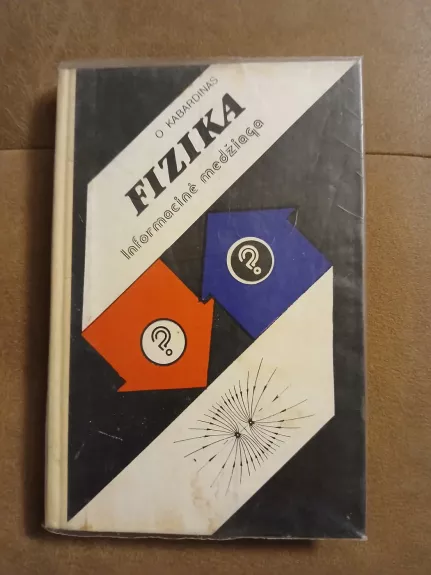 O KABARDINAS
FIZIKA
Informacinė medžiaga
?
?